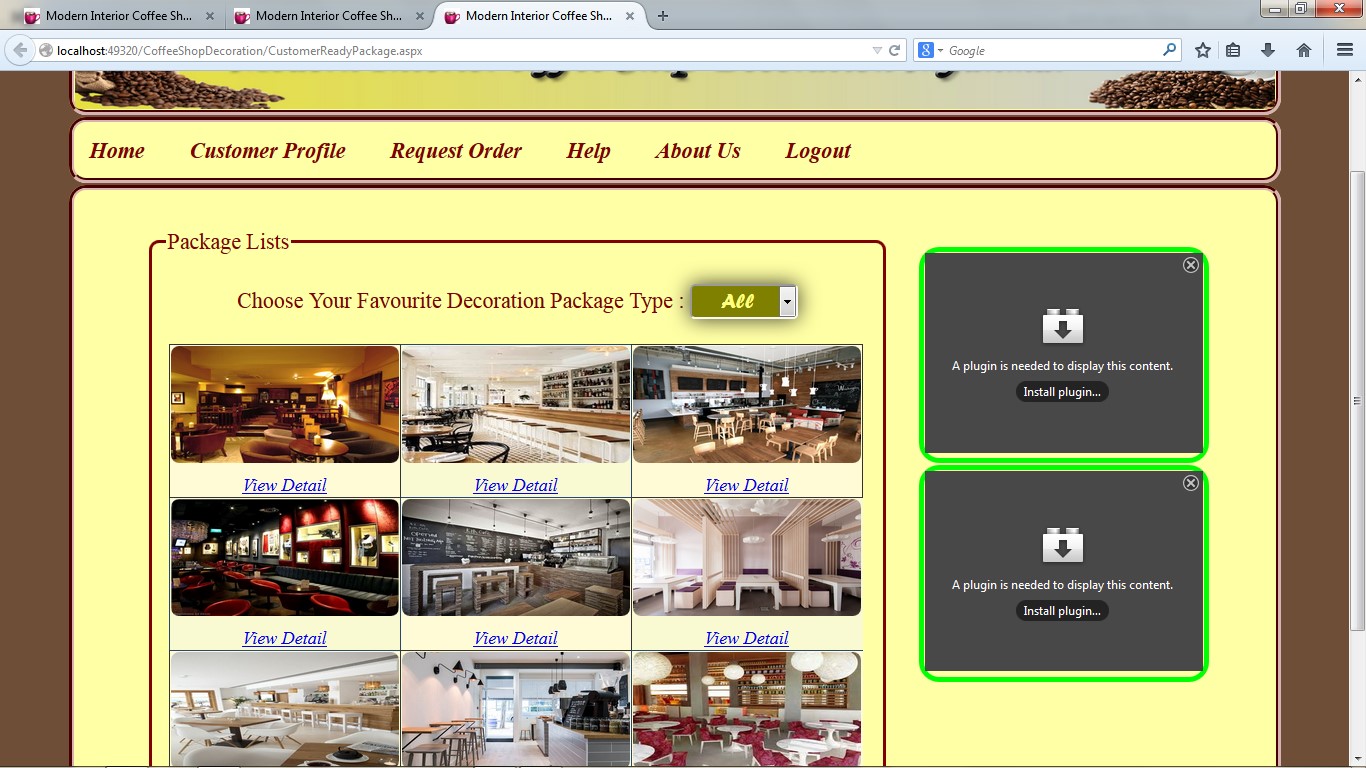 Modern Interior Coffee Sh...
Modern Interior Coffee Sh...
Modern Interior Coffee Sh...
localhost:49320/CoffeeShopDecoration/CustomerReadyPackage.aspx
Google
Home Customer Profile Request Order Help About Us Logout
Package Lists
Choose Your Favourite Decoration Package Type : All
A plugin is needed to display this content.
Install plugin...
View Detail View Detail View Detail
A plugin is needed to display this content.
Install plugin...
View Detail View Detail View Detail